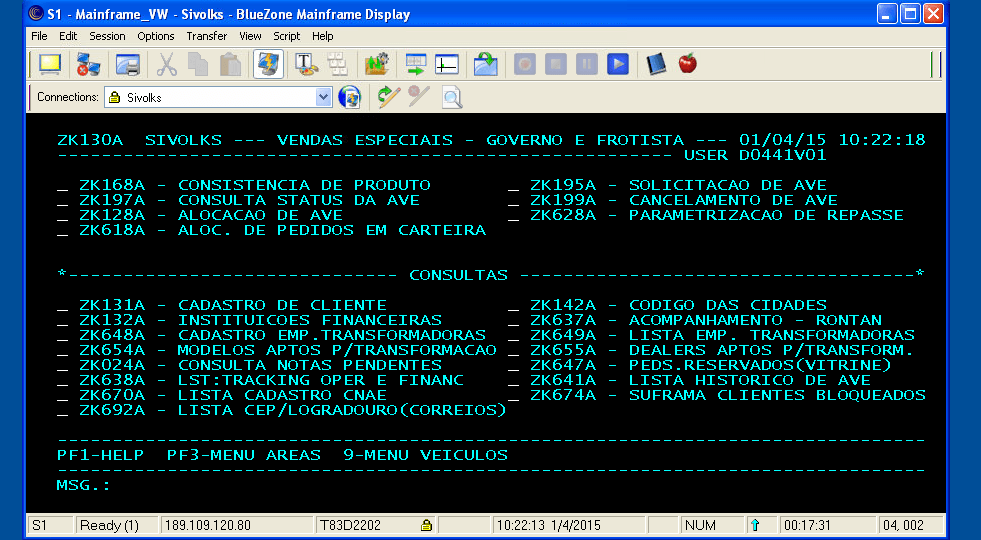 S1 - Mainframe_VW - Sivolks - BlueZone Mainframe Display
File Edit Session Options Transfer View Script Help
Connections: Sivolks
ZK130A SIVOLKS --- VENDAS ESPECIAIS - GOVERNO E FROTISTA --- 01/04/15 10:22:18
-------------------------------------------------------- USER D0441V01
_ ZK168A - CONSISTENCIA DE PRODUTO _ ZK195A - SOLICITACAO DE AVE
_ ZK197A - CONSULTA STATUS DA AVE _ ZK199A - CANCELAMENTO DE AVE
_ ZK128A - ALOCACAO DE AVE _ ZK628A - PARAMETRIZACAO DE REPASSE
_ ZK618A - ALOC. DE PEDIDOS EM CARTEIRA
*------------------------------ CONSULTAS ------------------------------------*
_ ZK131A - CADASTRO DE CLIENTE _ ZK142A - CODIGO DAS CIDADES
_ ZK132A - INSTITUICOES FINANCEIRAS _ ZK637A - ACOMPANHAMENTO - RONTAN
_ ZK648A - CADASTRO EMP.TRANSFORMADORAS _ ZK649A - LISTA EMP. TRANSFORMADORAS
_ ZK654A - MODELOS APTOS P/TRANSFORMACAO _ ZK655A - DEALERS APTOS P/TRANSFORM.
_ ZK024A - CONSULTA NOTAS PENDENTES _ ZK647A - PEDS.RESERVADOS(VITRINE)
_ ZK638A - LST:TRACKING OPER E FINANC _ ZK641A - LISTA HISTORICO DE AVE
_ ZK670A - LISTA CADASTRO CNAE _ ZK674A - SUFRAMA CLIENTES BLOQUEADOS
_ ZK692A - LISTA CEP/LOGRADOURO(CORREIOS)
-------------------------------------------------------------------------------
PF1-HELP PF3-MENU AREAS 9-MENU VEICULOS
-------------------------------------------------------------------------------
MSG.:
S1 Ready (1) 189.109.120.80 T83D2202 10:22:13 1/4/2015 NUM 00:17:31 04, 002